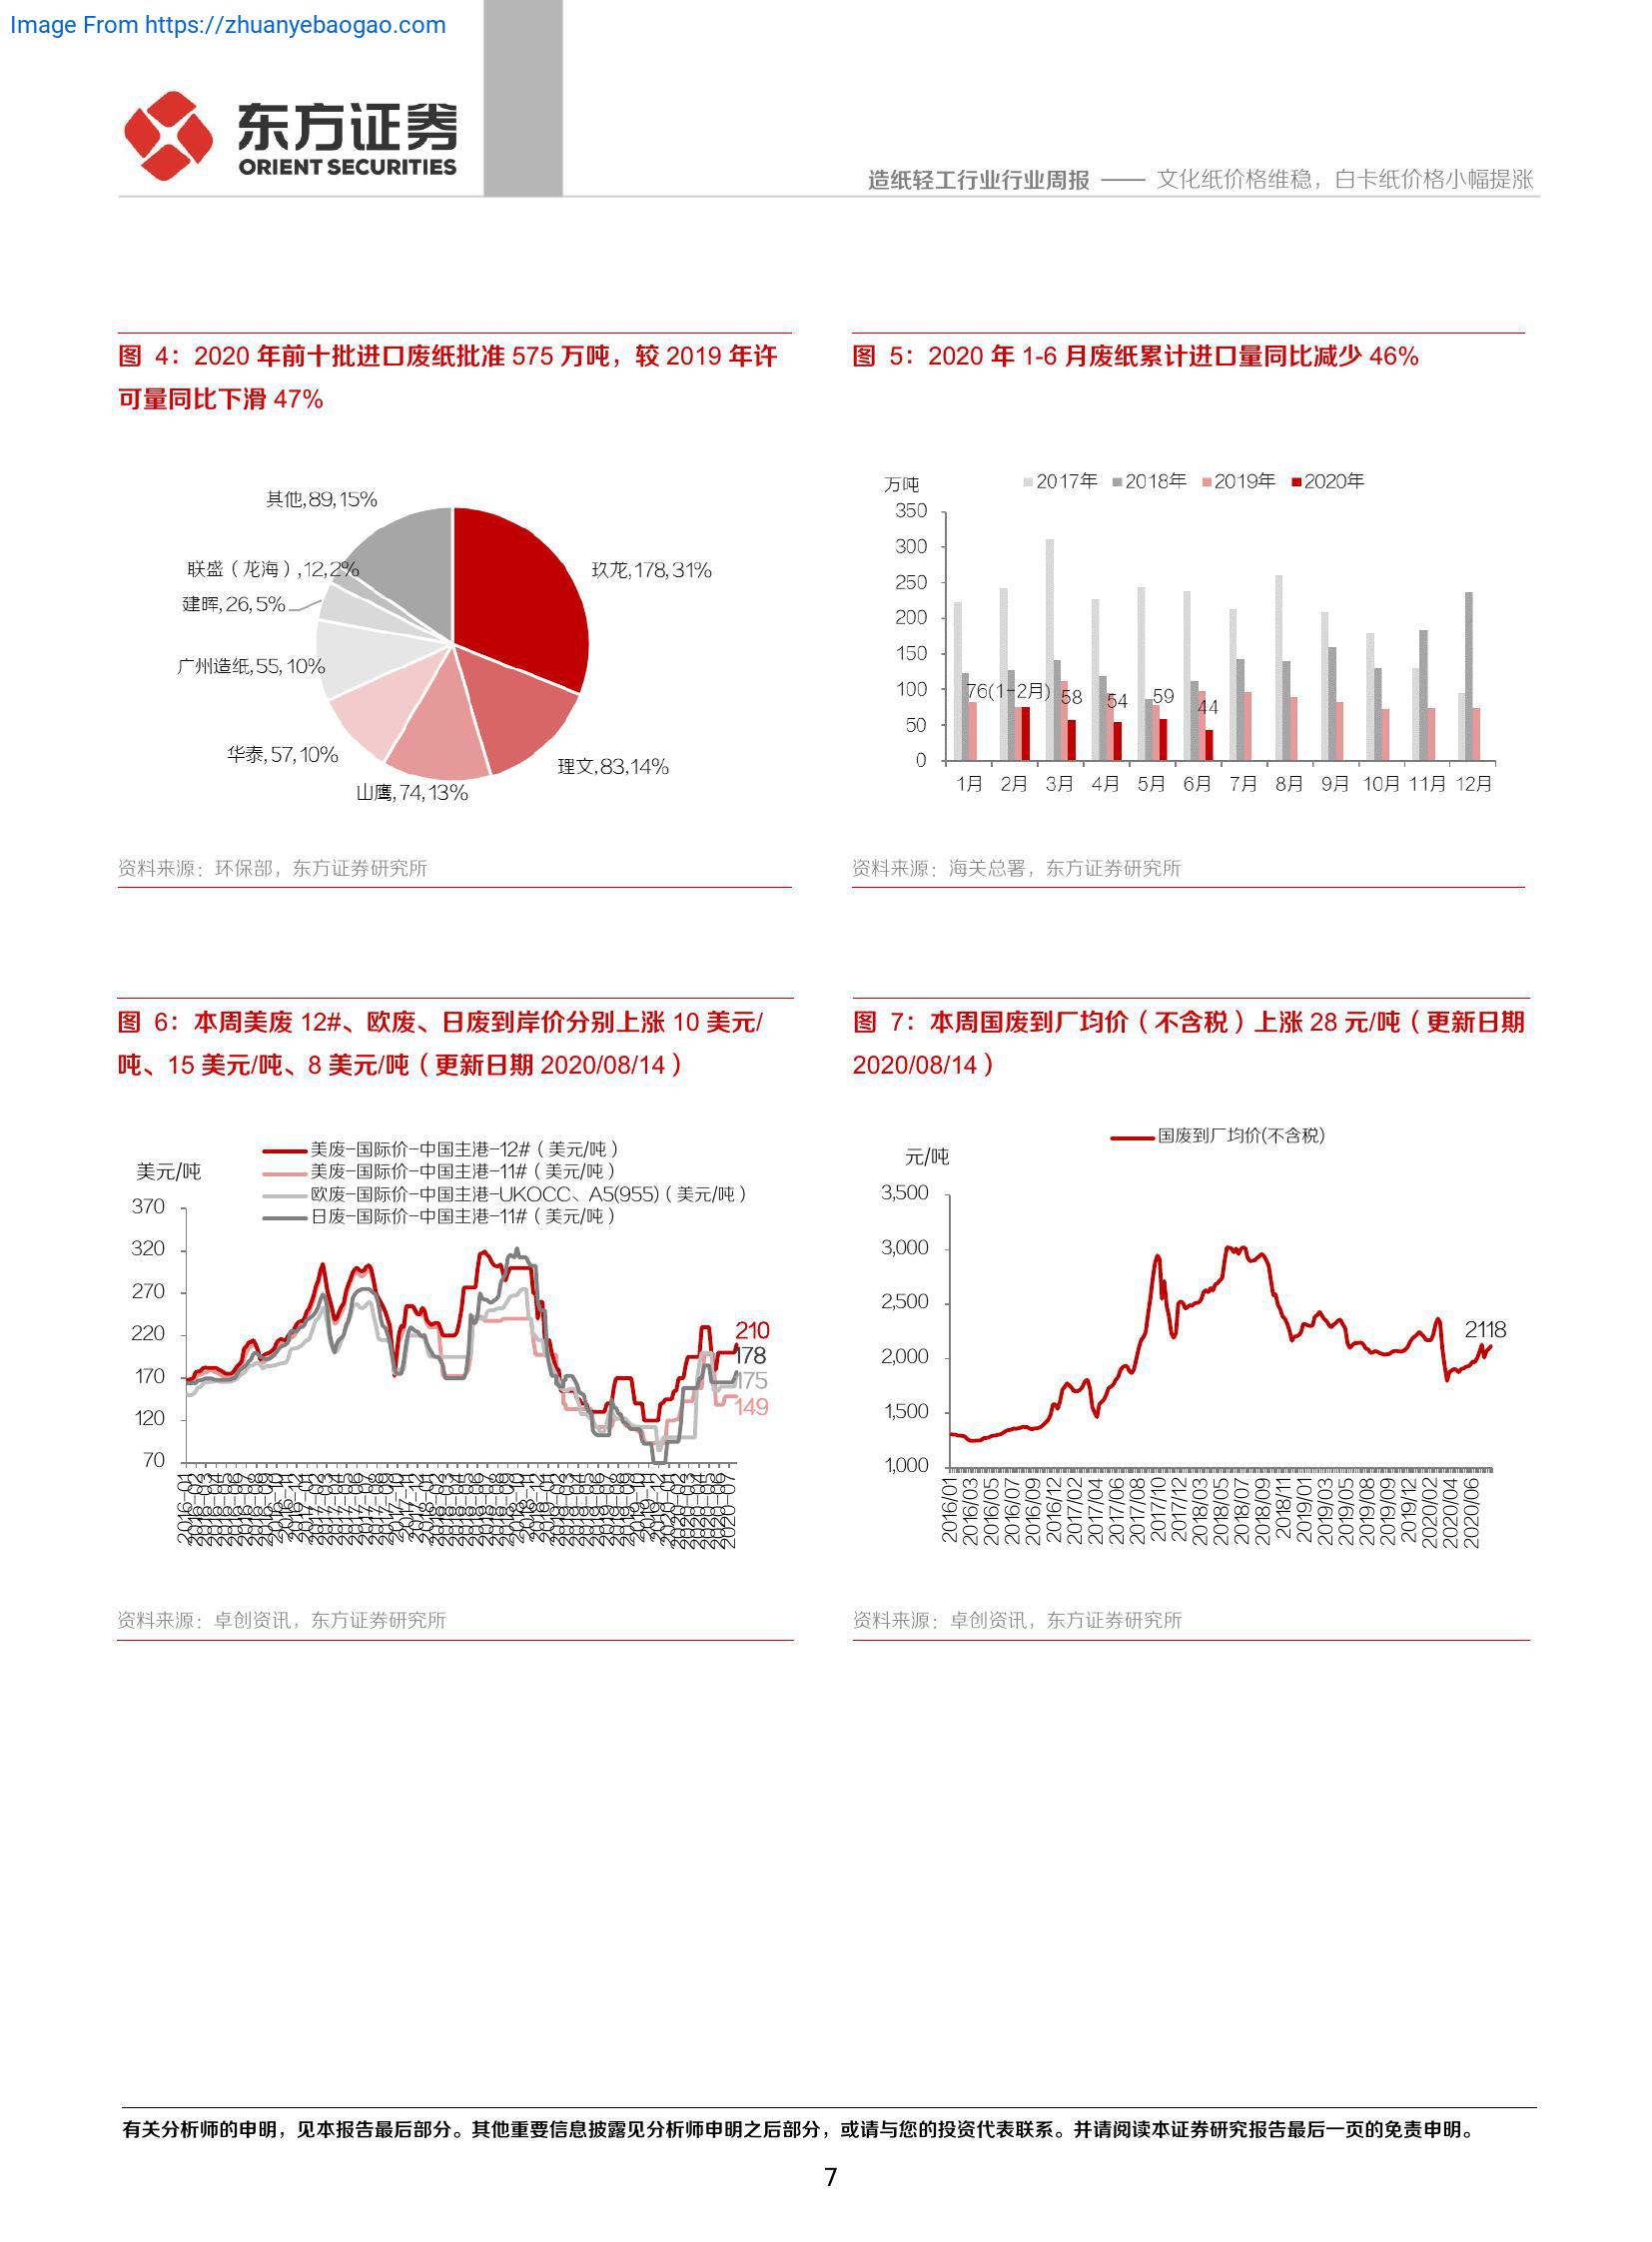 Image From https://zhuanyebaogao.com
东方证券
ORIENT SECURITIES
造纸轻工行业行业周报 —— 文化纸价格维稳，白卡纸价格小幅提涨
图 4：2020 年前十批进口废纸批准 575 万吨，较 2019 年许
可量同比下滑 47%
其他,89,15%
联盛（龙海）,12,2%
建晖,26,5%
广州造纸,55,10%
华泰,57,10%
山鹰,74,13%
理文,83,14%
玖龙,178,31%
资料来源：环保部，东方证券研究所
图 5：2020 年 1-6 月废纸累计进口量同比减少 46%
万吨
2017年 2018年 2019年 2020年
350
300
250
200
150
100
50
0
76(1-2月) 58 54 59 44
1月 2月 3月 4月 5月 6月 7月 8月 9月 10月 11月 12月
资料来源：海关总署，东方证券研究所
图 6：本周美废 12#、欧废、日废到岸价分别上涨 10 美元/
吨、15 美元/吨、8 美元/吨（更新日期 2020/08/14）
美元/吨
美废-国际价-中国主港-12#（美元/吨）
美废-国际价-中国主港-11#（美元/吨）
欧废-国际价-中国主港-UKOCC、A5(955)（美元/吨）
日废-国际价-中国主港-11#（美元/吨）
370
320
270
220
170
120
70
210
178
175
149
2016-01
2020-07
资料来源：卓创资讯，东方证券研究所
图 7：本周国废到厂均价（不含税）上涨 28 元/吨（更新日期
2020/08/14）
元/吨
国废到厂均价(不含税)
3,500
3,000
2,500
2,000
1,500
1,000
2118
2016/01 2016/03 2016/05 2016/07 2016/09 2016/12 2017/02 2017/04 2017/06 2017/08 2017/10 2017/12 2018/03 2018/05 2018/07 2018/09 2018/11 2019/01 2019/03 2019/05 2019/08 2019/09 2019/12 2020/02 2020/04 2020/06
资料来源：卓创资讯，东方证券研究所
有关分析师的申明，见本报告最后部分。其他重要信息披露见分析师申明之后部分，或请与您的投资代表联系。并请阅读本证券研究报告最后一页的免责申明。
7